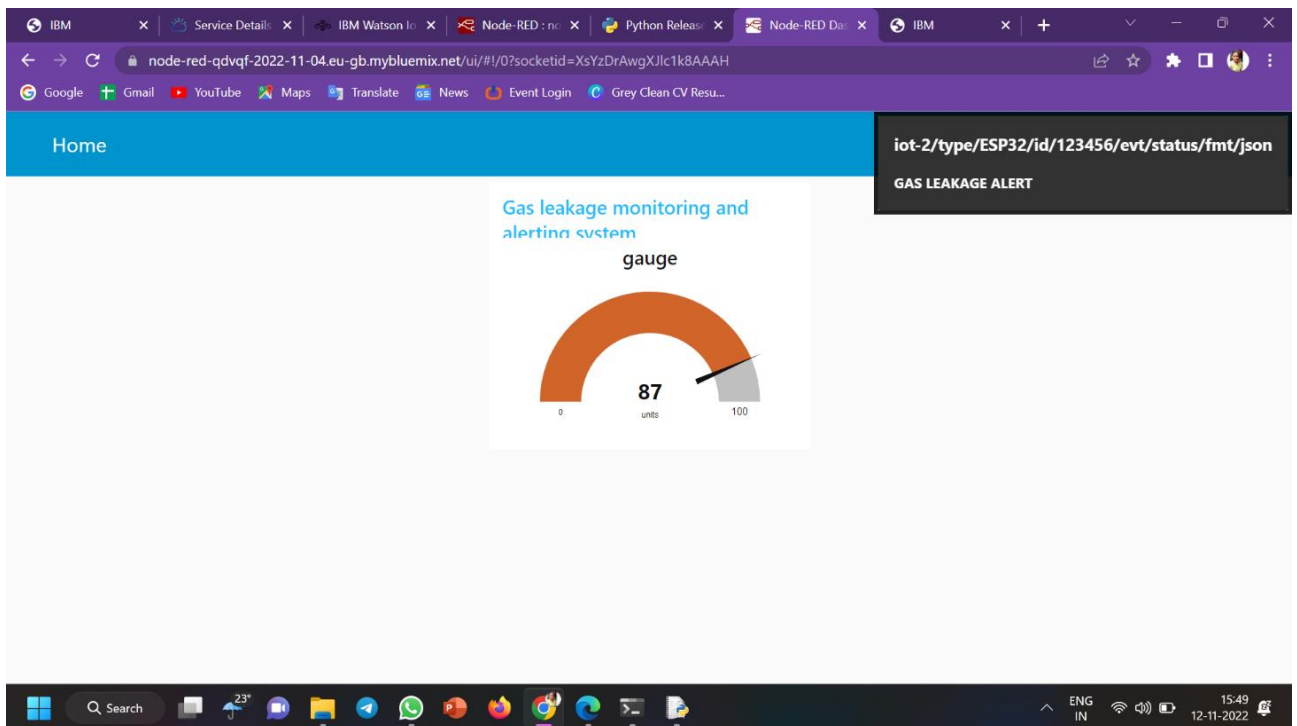 IBM
Service Details
IBM Watson Io
Node-RED : no
Python Release
Node-RED Das
IBM
node-red-qdvqf-2022-11-04.eu-gb.mybluemix.net/ui/#!/0?socketid=XsYzDrAwgXJlc1k8AAAH
Google
Gmail
YouTube
Maps
Translate
News
Event Login
Grey Clean CV Resu...
Home
iot-2/type/ESP32/id/123456/evt/status/fmt/json
GAS LEAKAGE ALERT
Gas leakage monitoring and
alerting system
gauge
87
units
0
100
Search
23°
ENG
IN
15:49
12-11-2022